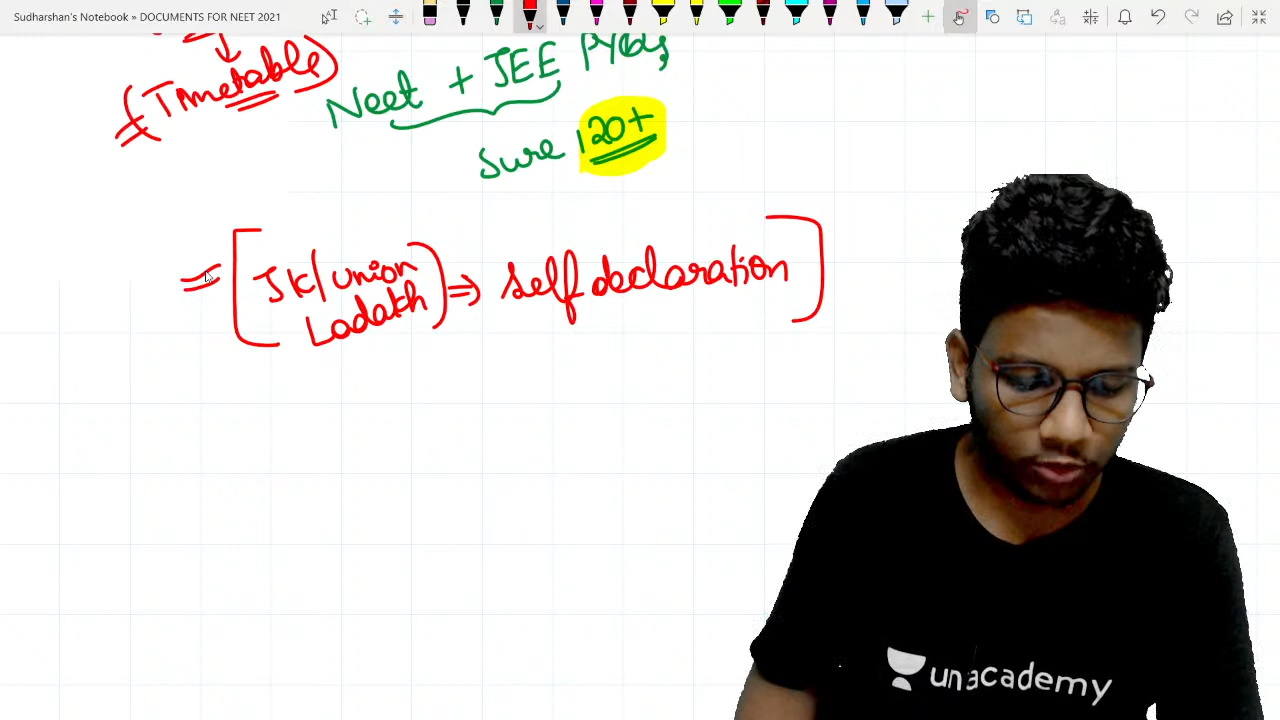 Sudharshan's Notebook » DOCUMENTS FOR NEET 2021
(Timetable)
Neet + JEE PYQs,
Sure 120+
= [JK/Union ) ⇒ self declaration]
Ladakh
unacademy